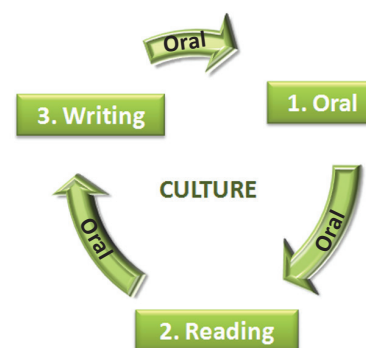 Oral
3. Writing
1. Oral
CULTURE
Oral
Oral
2. Reading